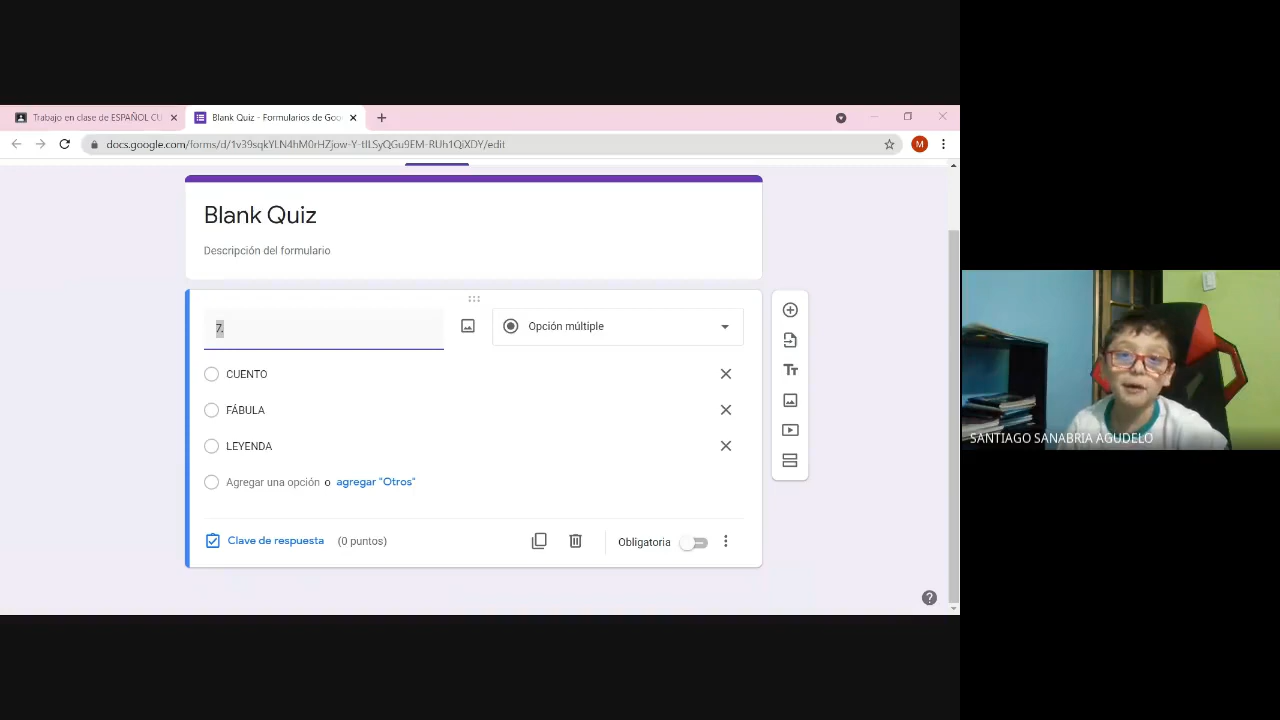 Trabajo en clase de ESPAÑOL CU
Blank Quiz - Formularios de Goo
docs.google.com/forms/d/1v39sqkYLN4hM0rHZjow-Y-tILSyQGu9EM-RUh1QiXDY/edit
M
Blank Quiz
Descripción del formulario
7.
Opción múltiple
CUENTO
FÁBULA
LEYENDA
Agregar una opción o agregar "Otros"
Clave de respuesta (0 puntos)
Obligatoria
SANTIAGO SANABRIA AGUDELO